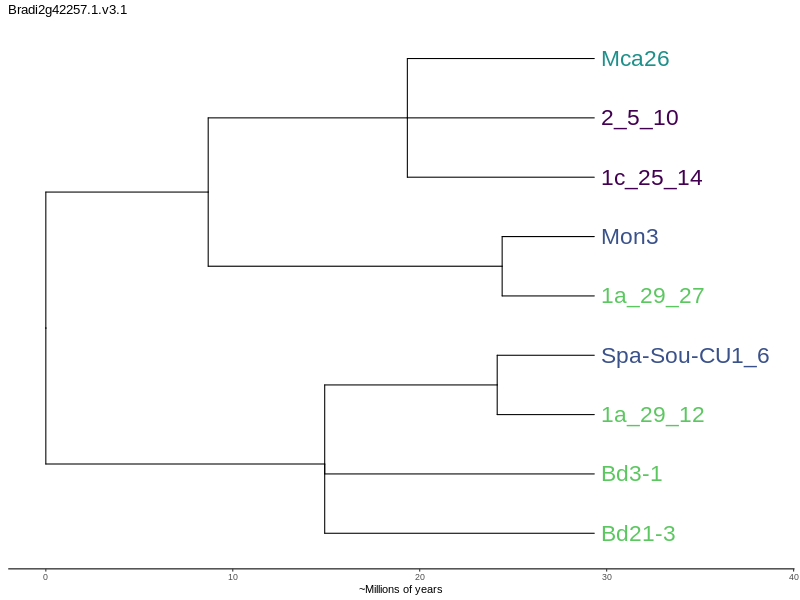 Bradi2g42257.1.v3.1
Mca26
2_5_10
1c_25_14
Mon3
1a_29_27
Spa-Sou-CU1_6
1a_29_12
Bd3-1
Bd21-3
0 10 20 30 40
~Millions of years